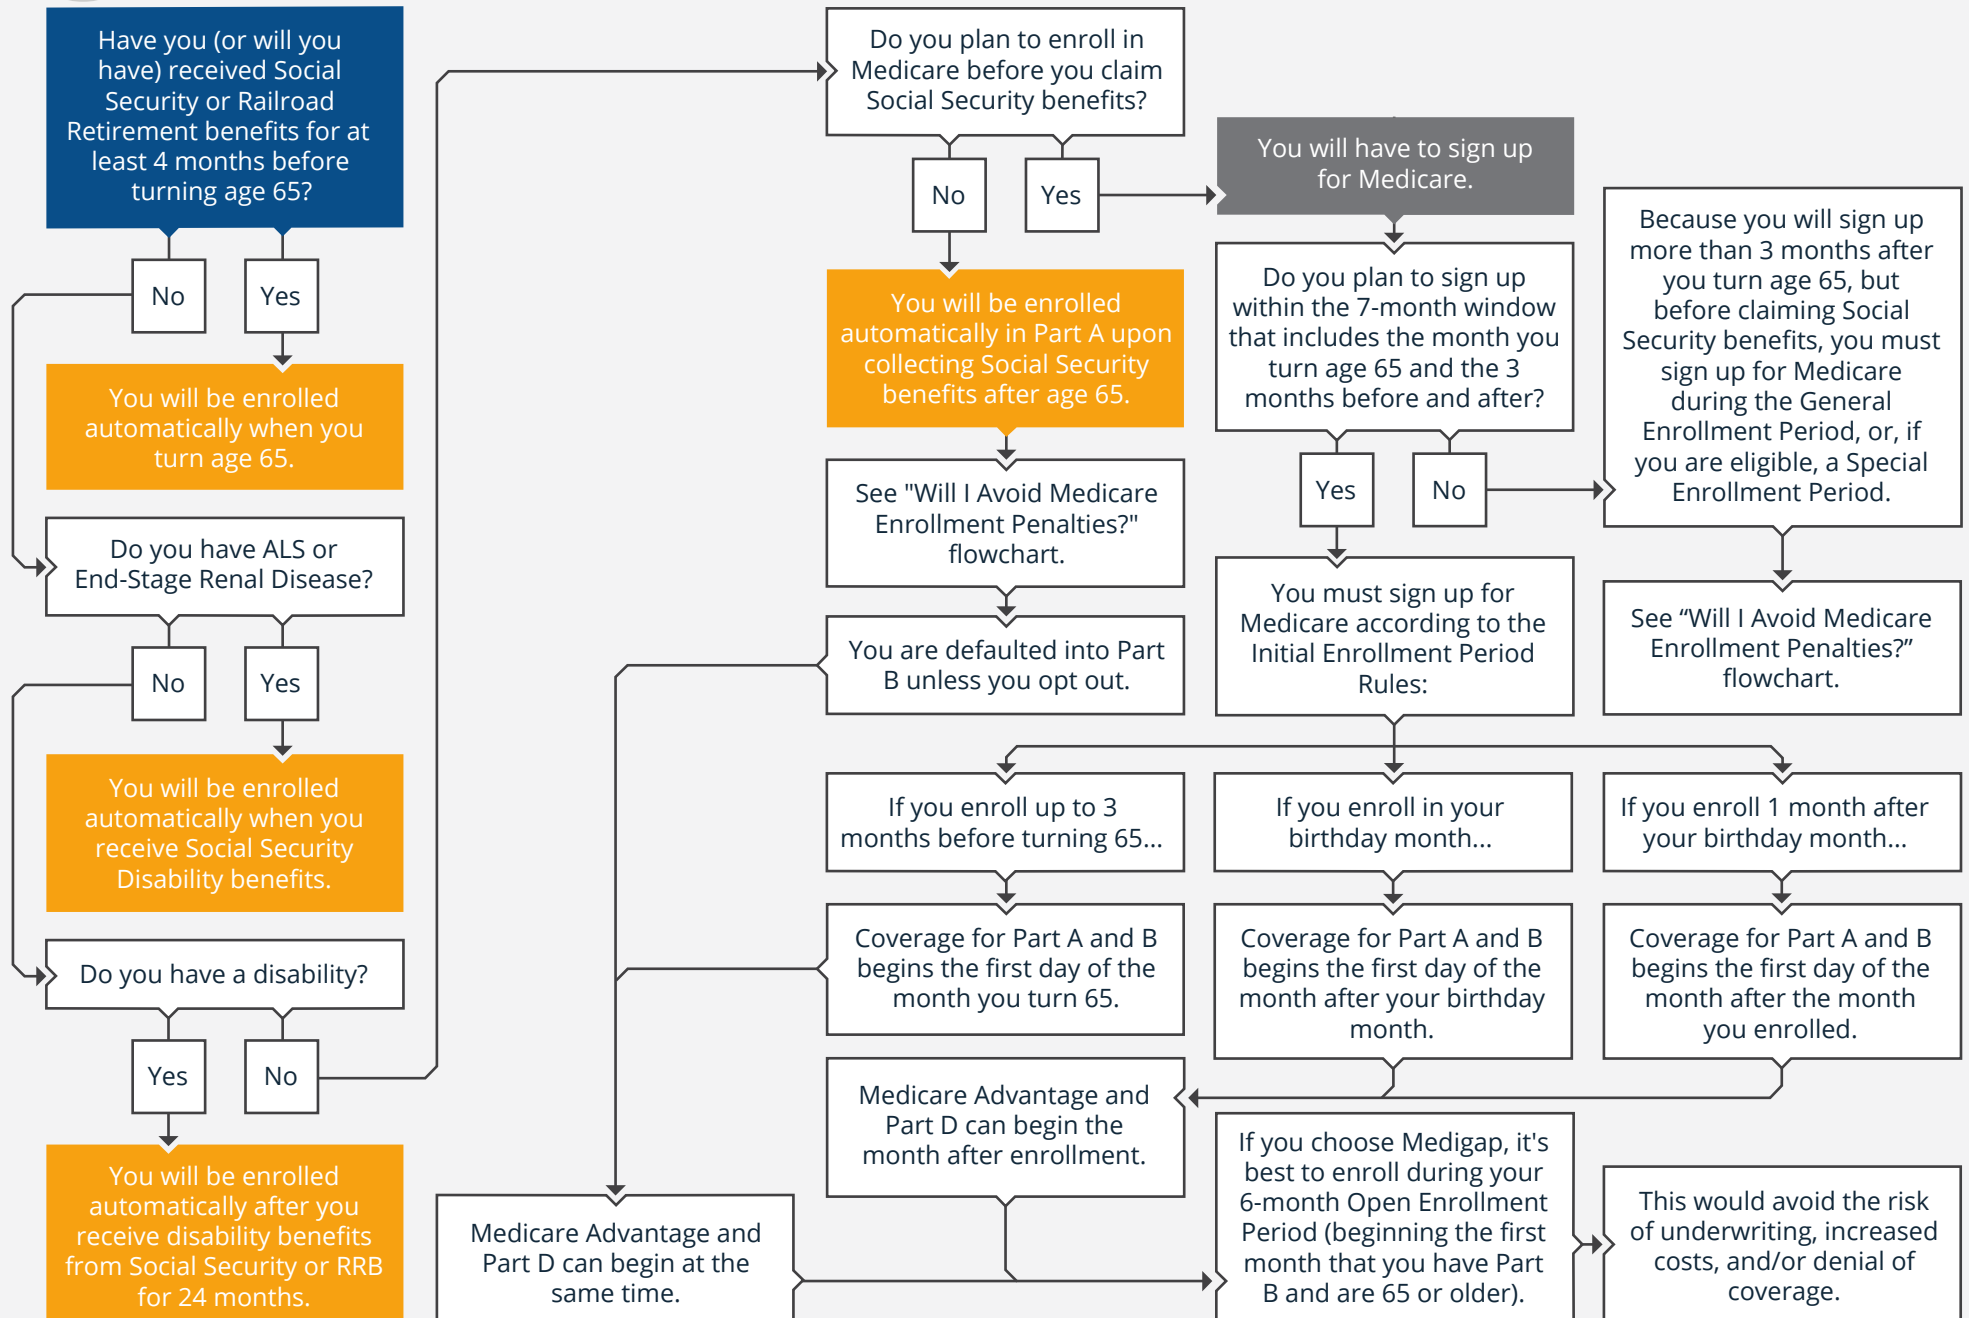 Have you (or will you
have) received Social
Security or Railroad
Retirement benefits for at
least 4 months before
turning age 65?
No
Yes
You will be enrolled
automatically when you
turn age 65.
Do you have ALS or
End-Stage Renal Disease?
No
Yes
You will be enrolled
automatically when you
receive Social Security
Disability benefits.
Do you have a disability?
Yes
No
You will be enrolled
automatically after you
receive disability benefits
from Social Security or RRB
for 24 months.
Do you plan to enroll in
Medicare before you claim
Social Security benefits?
No
Yes
You will be enrolled
automatically in Part A upon
collecting Social Security
benefits after age 65.
See "Will I Avoid Medicare
Enrollment Penalties?"
flowchart.
You are defaulted into Part
B unless you opt out.
You will have to sign up
for Medicare.
Do you plan to sign up
within the 7-month window
that includes the month you
turn age 65 and the 3
months before and after?
Yes
No
Because you will sign up
more than 3 months after
you turn age 65, but
before claiming Social
Security benefits, you must
sign up for Medicare
during the General
Enrollment Period, or, if
you are eligible, a Special
Enrollment Period.
See “Will I Avoid Medicare
Enrollment Penalties?”
flowchart.
You must sign up for
Medicare according to the
Initial Enrollment Period
Rules:
If you enroll up to 3
months before turning 65...
If you enroll in your
birthday month...
If you enroll 1 month after
your birthday month...
Coverage for Part A and B
begins the first day of the
month you turn 65.
Coverage for Part A and B
begins the first day of the
month after your birthday
month.
Coverage for Part A and B
begins the first day of the
month after the month
you enrolled.
Medicare Advantage and
Part D can begin the
month after enrollment.
Medicare Advantage and
Part D can begin at the
same time.
If you choose Medigap, it's
best to enroll during your
6-month Open Enrollment
Period (beginning the first
month that you have Part
B and are 65 or older).
This would avoid the risk
of underwriting, increased
costs, and/or denial of
coverage.